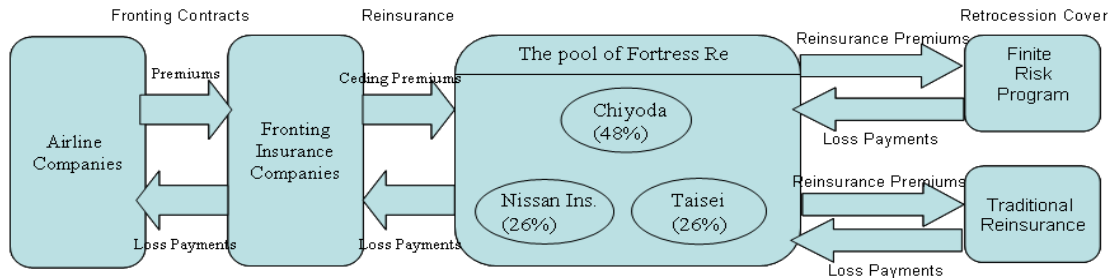 Fronting Contracts
Reinsurance
Retrocession Cover
Airline
Companies
Premiums
Loss Payments
Fronting
Insurance
Companies
Ceding Premiums
Loss Payments
The pool of Fortress Re
Chiyoda
(48%)
Nissan Ins.
(26%)
Taisei
(26%)
Reinsurance Premiums
Loss Payments
Finite
Risk
Program
Reinsurance Premiums
Loss Payments
Traditional
Reinsurance